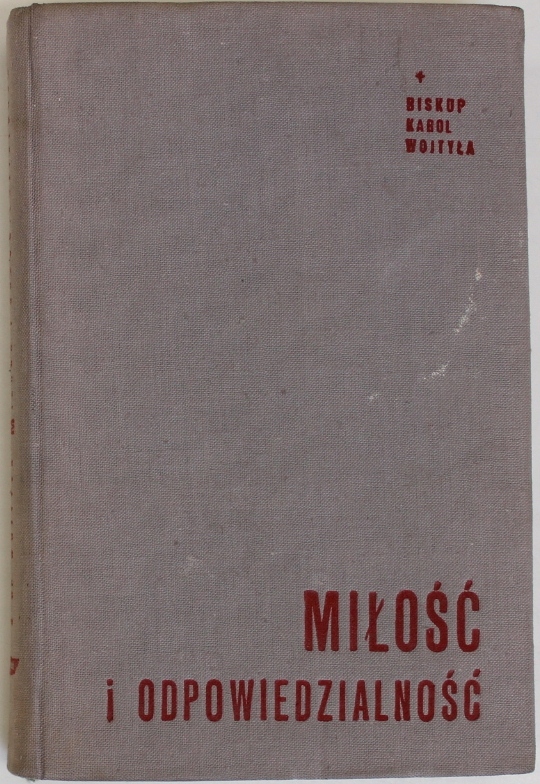 +
BISKUP
KAROL
WOJTYŁA
MIŁOŚĆ
i ODPOWIEDZIALNOŚĆ